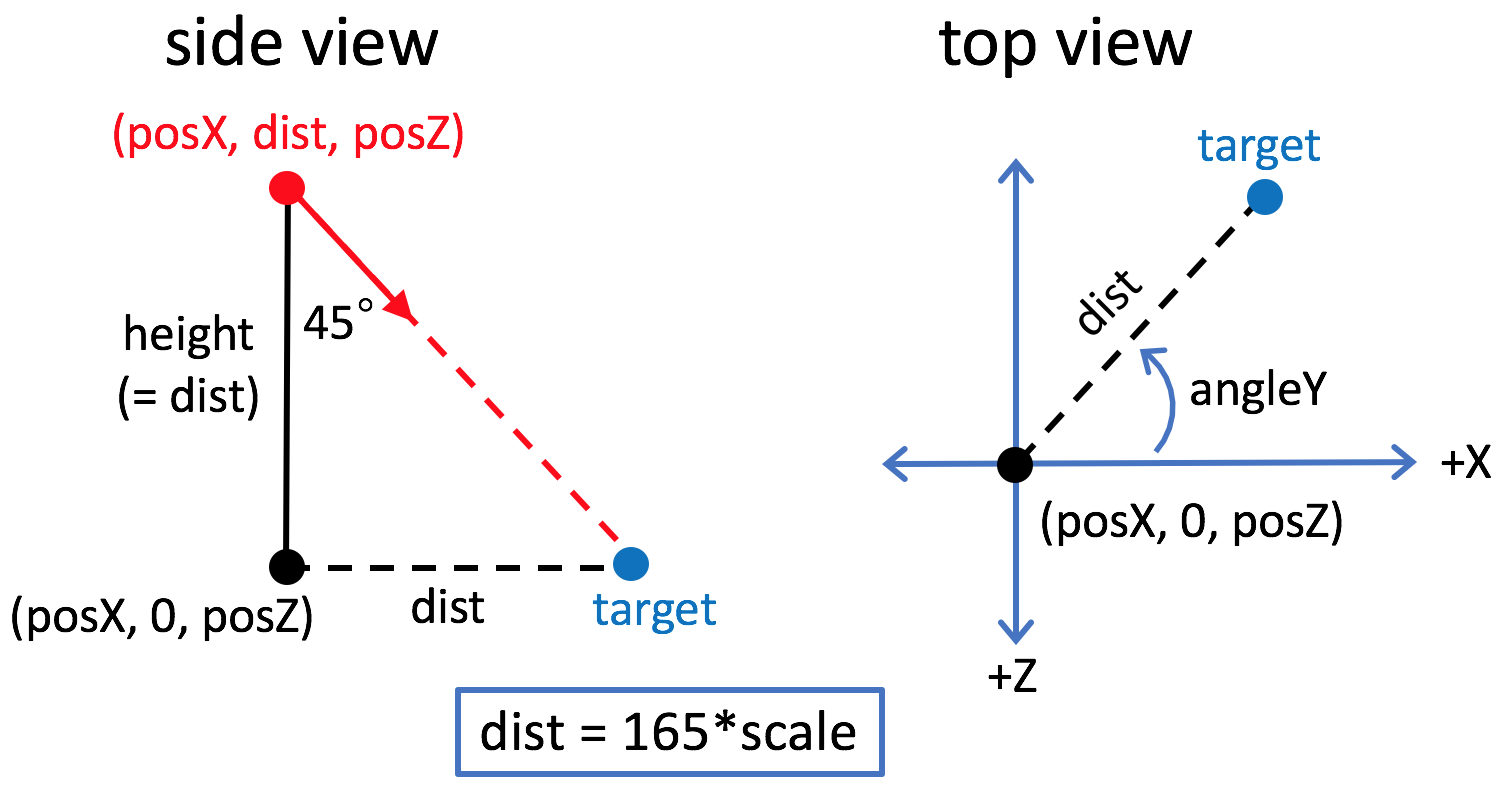 side view
(posX, dist, posZ)
45°
height
(= dist)
(posX, 0, posZ)
dist
target
top view
target
dist
angleY
+X
(posX, 0, posZ)
+Z
dist = 165*scale